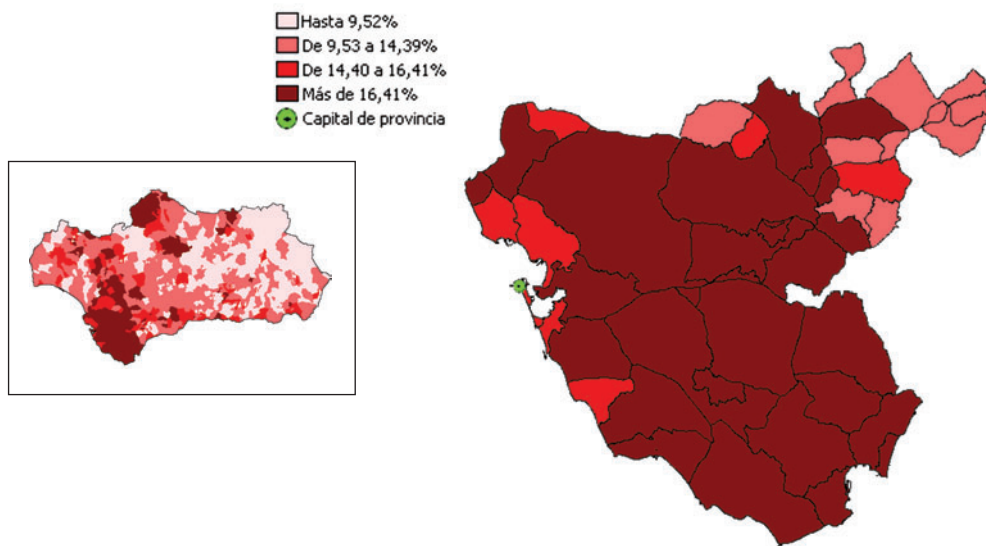 Hasta 9,52%
De 9,53 a 14,39%
De 14,40 a 16,41%
Más de 16,41%
Capital de provincia